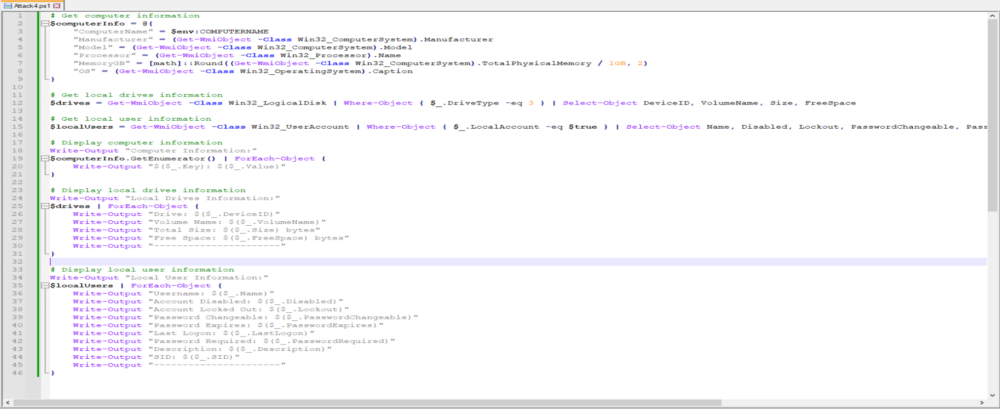 Attack4.ps1
1 # Get computer information
2 $computerInfo = @{
3 "ComputerName" = $env:COMPUTERNAME
4 "Manufacturer" = (Get-WmiObject -Class Win32_ComputerSystem).Manufacturer
5 "Model" = (Get-WmiObject -Class Win32_ComputerSystem).Model
6 "Processor" = (Get-WmiObject -Class Win32_Processor).Name
7 "MemoryGB" = [math]::Round((Get-WmiObject -Class Win32_ComputerSystem).TotalPhysicalMemory / 1GB, 2)
8 "OS" = (Get-WmiObject -Class Win32_OperatingSystem).Caption
9 }
10
11 # Get local drives information
12 $drives = Get-WmiObject -Class Win32_LogicalDisk | Where-Object { $_.DriveType -eq 3 } | Select-Object DeviceID, VolumeName, Size, FreeSpace
13
14 # Get local user information
15 $localUsers = Get-WmiObject -Class Win32_UserAccount | Where-Object { $_.LocalAccount -eq $true } | Select-Object Name, Disabled, Lockout, PasswordChangeable, Pass
16
17 # Display computer information
18 Write-Output "Computer Information:"
19 $computerInfo.GetEnumerator() | ForEach-Object {
20 Write-Output "$($_.Key): $($_.Value)"
21 }
22
23 # Display local drives information
24 Write-Output "Local Drives Information:"
25 $drives | ForEach-Object {
26 Write-Output "Drive: $($_.DeviceID)"
27 Write-Output "Volume Name: $($_.VolumeName)"
28 Write-Output "Total Size: $($_.Size) bytes"
29 Write-Output "Free Space: $($_.FreeSpace) bytes"
30 Write-Output "----------------------"
31 }
32
33 # Display local user information
34 Write-Output "Local User Information:"
35 $localUsers | ForEach-Object {
36 Write-Output "Username: $($_.Name)"
37 Write-Output "Account Disabled: $($_.Disabled)"
38 Write-Output "Account Locked Out: $($_.Lockout)"
39 Write-Output "Password Changeable: $($_.PasswordChangeable)"
40 Write-Output "Password Expires: $($_.PasswordExpires)"
41 Write-Output "Last Logon: $($_.LastLogon)"
42 Write-Output "Password Required: $($_.PasswordRequired)"
43 Write-Output "Description: $($_.Description)"
44 Write-Output "SID: $($_.SID)"
45 Write-Output "----------------------"
46 }